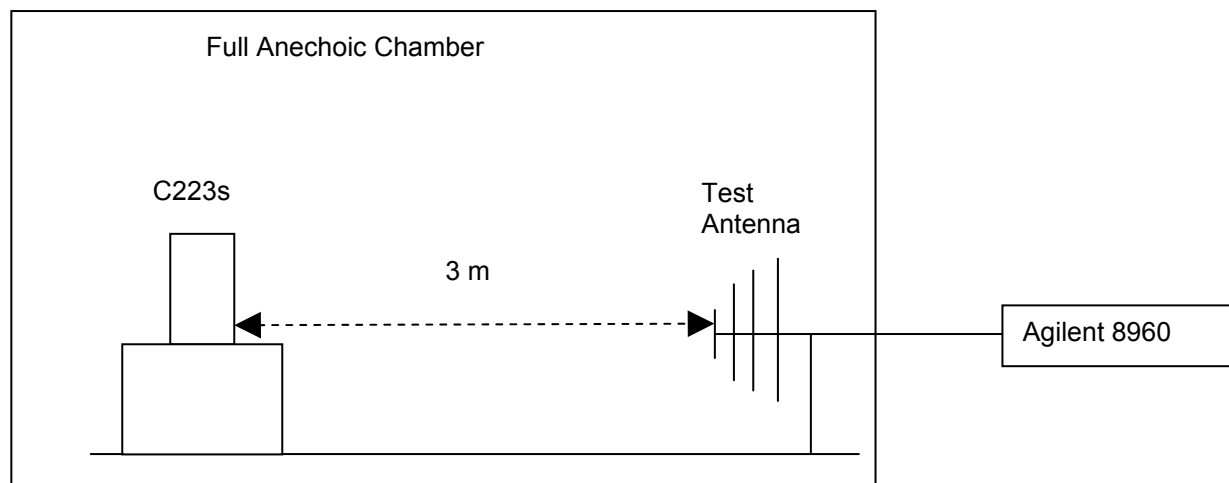 Full Anechoic Chamber
C223s
Test
Antenna
3 m
Agilent 8960